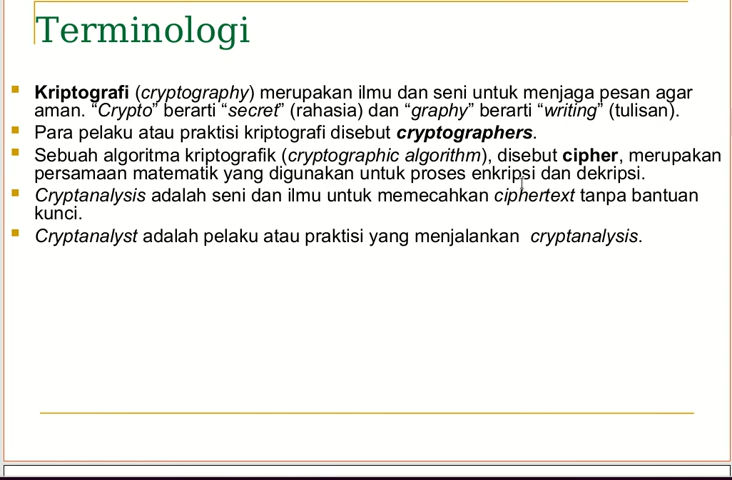 Terminologi
Kriptografi (cryptography) merupakan ilmu dan seni untuk menjaga pesan agar
aman. “Crypto” berarti “secret” (rahasia) dan “graphy” berarti “writing” (tulisan).
Para pelaku atau praktisi kriptografi disebut cryptographers.
Sebuah algoritma kriptografik (cryptographic algorithm), disebut cipher, merupakan
persamaan matematik yang digunakan untuk proses enkripsi dan dekripsi.
Cryptanalysis adalah seni dan ilmu untuk memecahkan ciphertext tanpa bantuan
kunci.
Cryptanalyst adalah pelaku atau praktisi yang menjalankan cryptanalysis.